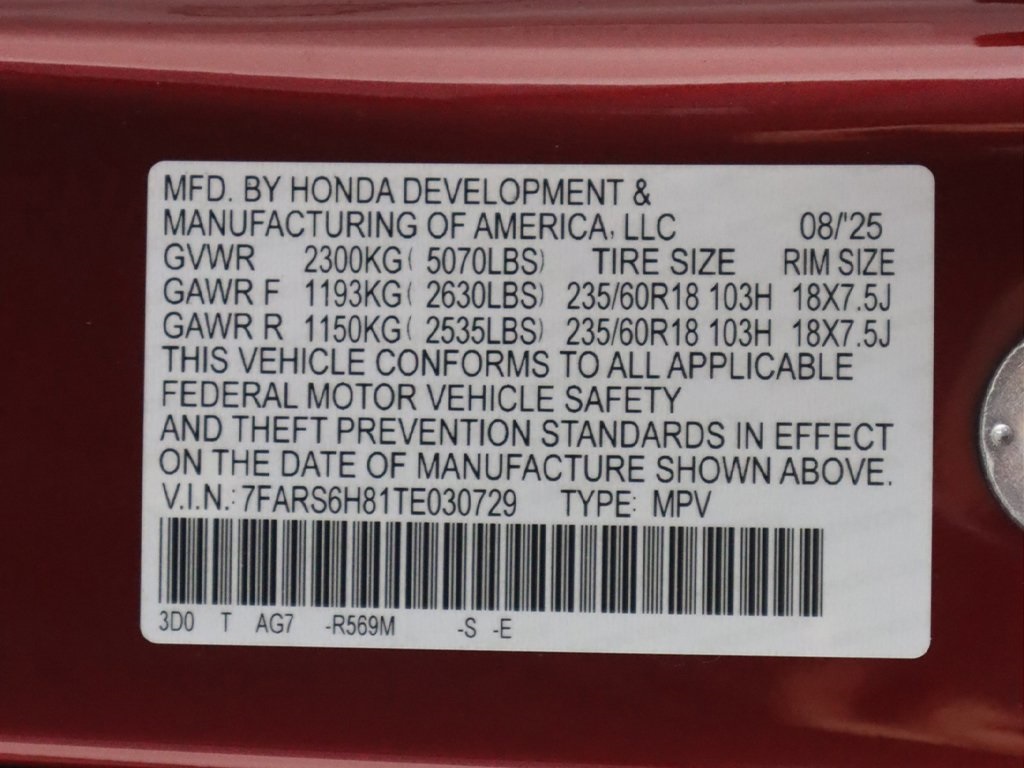 MFD. BY HONDA DEVELOPMENT &
MANUFACTURING OF AMERICA, LLC 08/'25
GVWR 2300KG( 5070LBS) TIRE SIZE RIM SIZE
GAWR F 1193KG( 2630LBS) 235/60R18 103H 18X7.5J
GAWR R 1150KG( 2535LBS) 235/60R18 103H 18X7.5J
THIS VEHICLE CONFORMS TO ALL APPLICABLE
FEDERAL MOTOR VEHICLE SAFETY
AND THEFT PREVENTION STANDARDS IN EFFECT
ON THE DATE OF MANUFACTURE SHOWN ABOVE.
V.I.N.: 7FARS6H81TE030729 TYPE: MPV
3D0 T AG7 -R569M -S -E